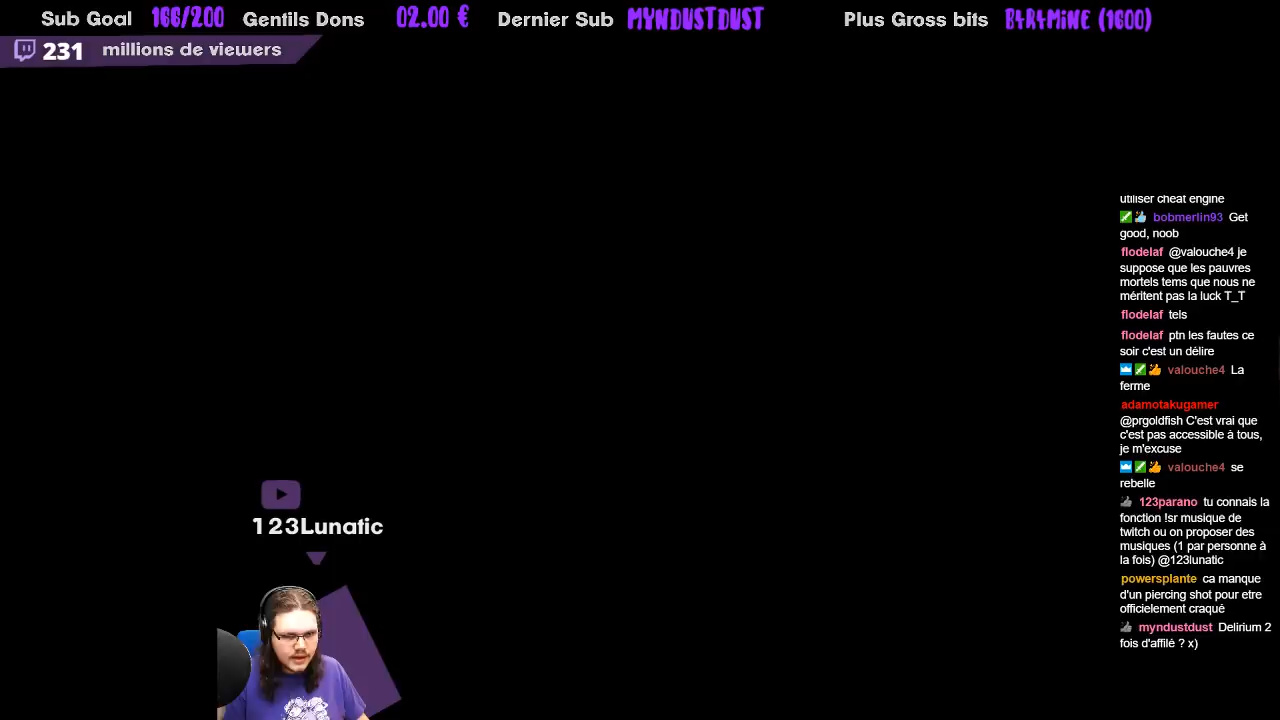 Sub Goal 166/200 Gentils Dons 02.00 € Dernier Sub MYNDUSTDUST Plus Gross bits B4R4MiNE (1600)
231 millions de viewers
utiliser cheat engine
bobmerlin93 Get
good, noob
flodelaf @valouche4 je
suppose que les pauvres
mortels tems que nous ne
méritent pas la luck T_T
flodelaf tels
flodelaf ptn les fautes ce
soir c'est un délire
valouche4 La
ferme
adamotakugamer
@prgoldfish C'est vrai que
c'est pas accessible à tous,
je m'excuse
valouche4 se
rebelle
123parano tu connais la
fonction !sr musique de
twitch ou on proposer des
musiques (1 par personne à
la fois) @123lunatic
powersplante ca manque
d'un piercing shot pour etre
officielement craqué
myndustdust Delirium 2
fois d'affilé ? x)
123Lunatic